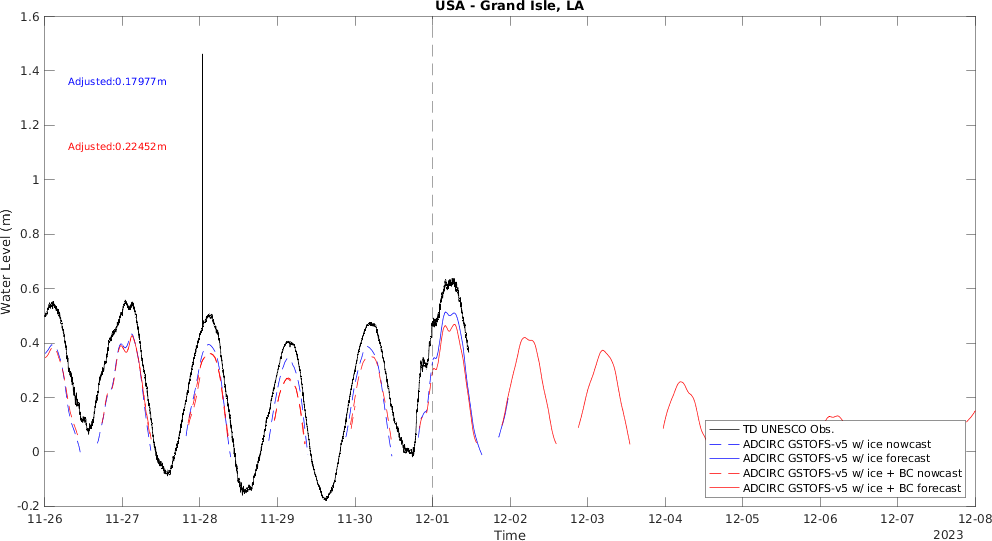 USA - Grand Isle, LA
1.6
1.4
1.2
1
0.8
0.6
0.4
0.2
0
-0.2
Water Level (m)
Adjusted:0.17977m
Adjusted:0.22452m
TD UNESCO Obs.
ADCIRC GSTOFS-v5 w/ ice nowcast
ADCIRC GSTOFS-v5 w/ ice forecast
ADCIRC GSTOFS-v5 w/ ice + BC nowcast
ADCIRC GSTOFS-v5 w/ ice + BC forecast
11-26 11-27 11-28 11-29 11-30 12-01 12-02 12-03 12-04 12-05 12-06 12-07 12-08
Time
2023